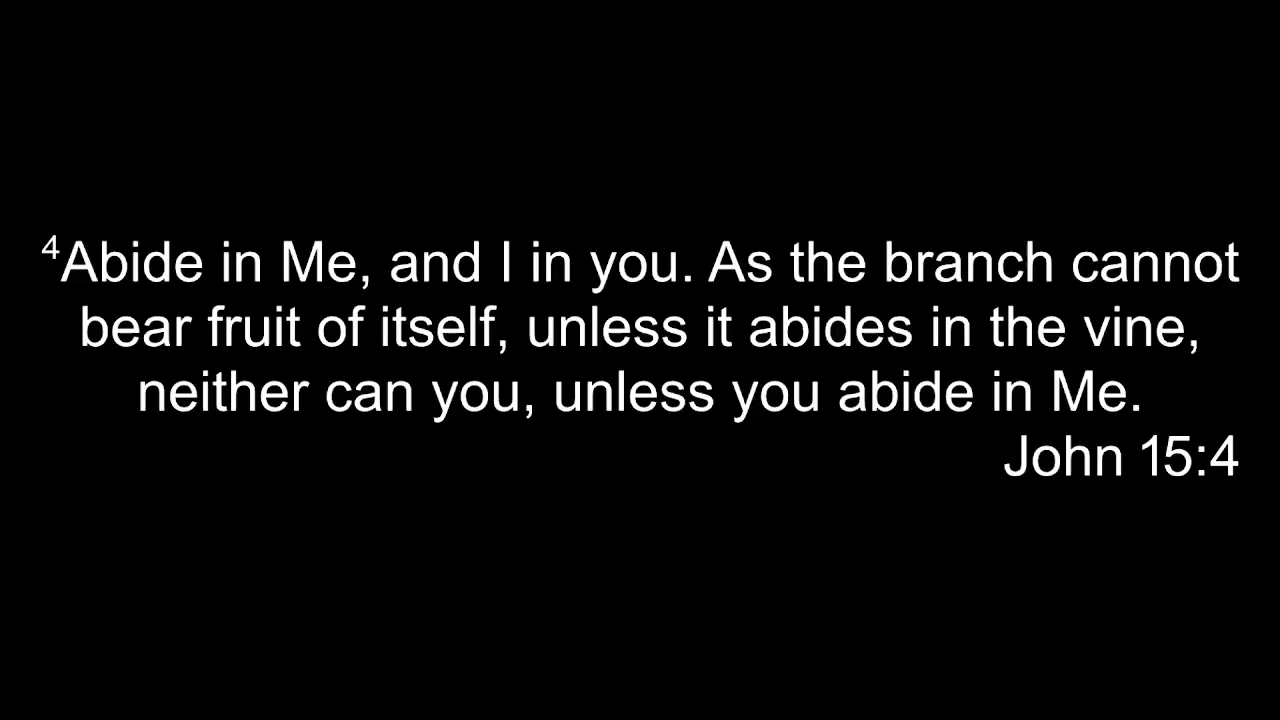 ⁴Abide in Me, and I in you. As the branch cannot
bear fruit of itself, unless it abides in the vine,
neither can you, unless you abide in Me.
John 15:4